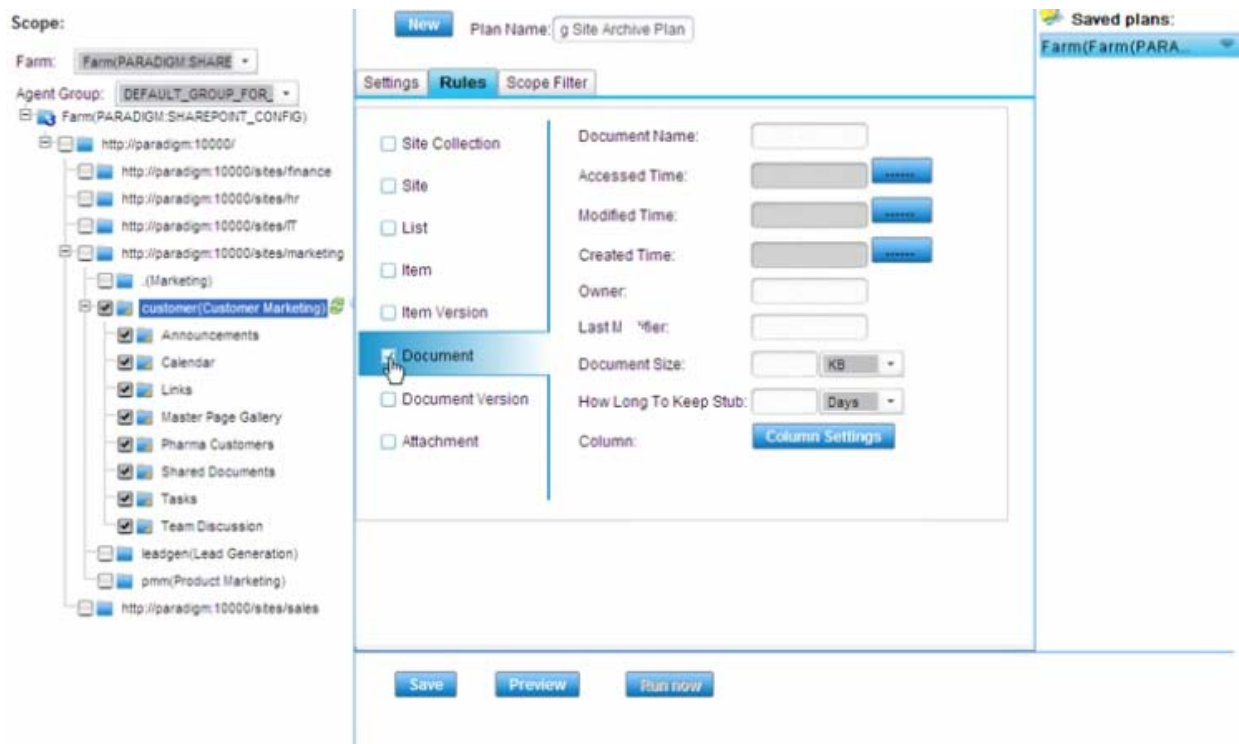 Scope:
Farm: Farm(PARADIGM:SHARE
Agent Group: DEFAULT_GROUP_FOR_
Farm(PARADIGM:SHAREPOINT_CONFIG)
http://paradigm:10000/
http://paradigm:10000/sites/finance
http://paradigm:10000/sites/hr
http://paradigm:10000/sites/IT
http://paradigm:10000/sites/marketing
.(Marketing)
customer(Customer Marketing)
Announcements
Calendar
Links
Master Page Gallery
Pharma Customers
Shared Documents
Tasks
Team Discussion
leadgen(Lead Generation)
pmm(Product Marketing)
http://paradigm:10000/sites/sales
New Plan Name: g Site Archive Plan
Settings Rules Scope Filter
Site Collection
Site
List
Item
Item Version
Document
Document Version
Attachment
Document Name:
Accessed Time: ......
Modified Time: ......
Created Time: ......
Owner:
Last
Document Size: KB
How Long To Keep Stub: Days
Column: Column Settings
Save Preview Run now
Saved plans:
Farm(Farm(PARA...